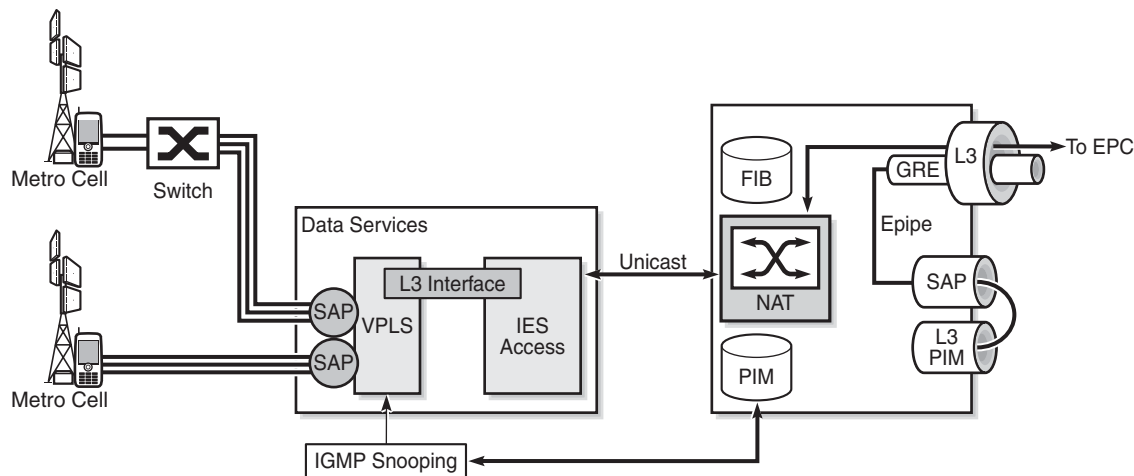 Metro Cell
Switch
Metro Cell
Data Services
SAP
SAP
VPLS
L3 Interface
IES
Access
IGMP Snooping
Unicast
FIB
NAT
PIM
GRE
L3
To EPC
Epipe
SAP
L3
PIM